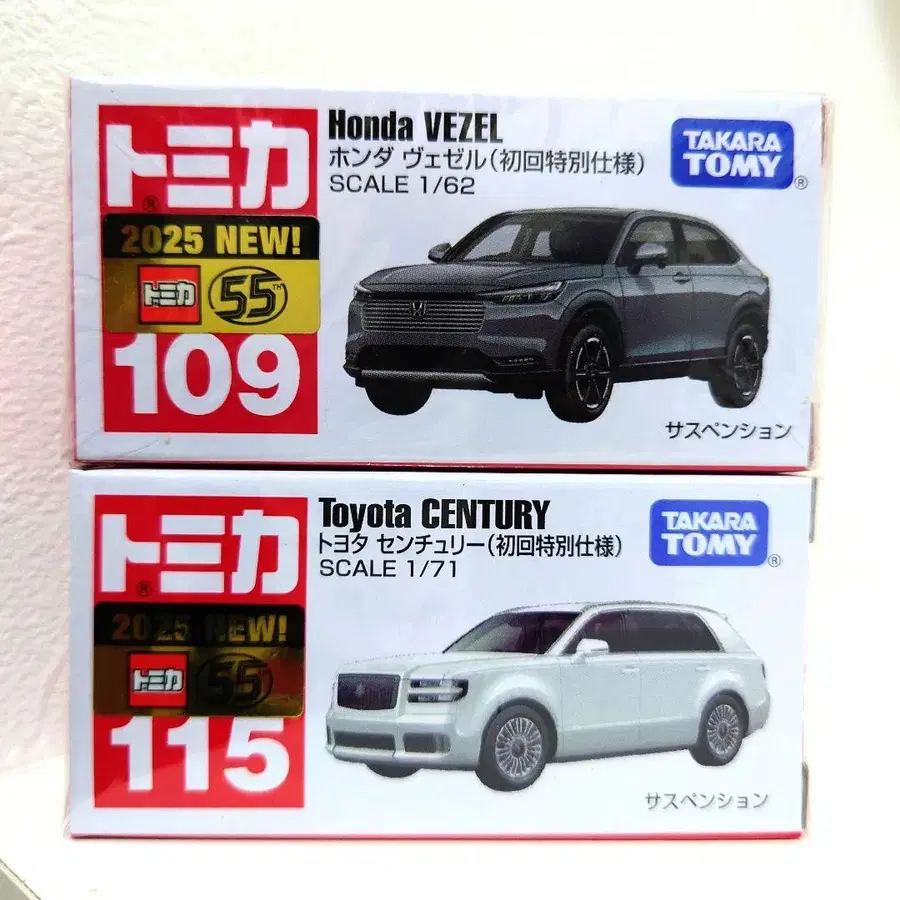 トミカ
®
Honda VEZEL
ホンダ ヴェゼル(初回特別仕様)
SCALE 1/62
TAKARA
TOMY
®
2025 NEW!
トミカ
55TH
109
サスペンション
トミカ
®
Toyota CENTURY
トヨタ センチュリー(初回特別仕様)
SCALE 1/71
TAKARA
TOMY
®
2025 NEW!
トミカ
55
115
サスペンション